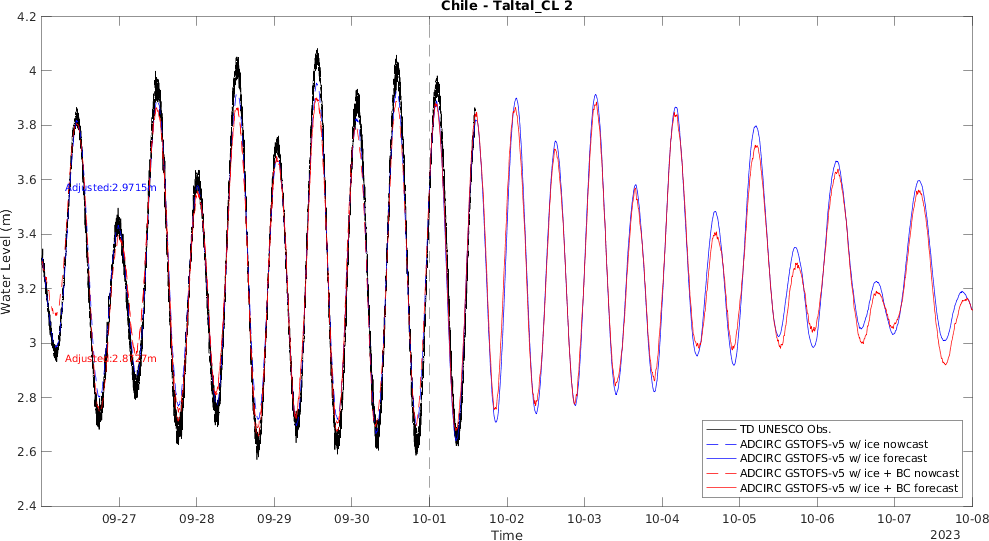 Chile - Taltal_CL 2
4.2
4
3.8
3.6
3.4
3.2
3
2.8
2.6
2.4
Water Level (m)
Adjusted:2.9715m
Adjusted:2.8727m
TD UNESCO Obs.
ADCIRC GSTOFS-v5 w/ ice nowcast
ADCIRC GSTOFS-v5 w/ ice forecast
ADCIRC GSTOFS-v5 w/ ice + BC nowcast
ADCIRC GSTOFS-v5 w/ ice + BC forecast
09-27 09-28 09-29 09-30 10-01 10-02 10-03 10-04 10-05 10-06 10-07 10-08
Time
2023